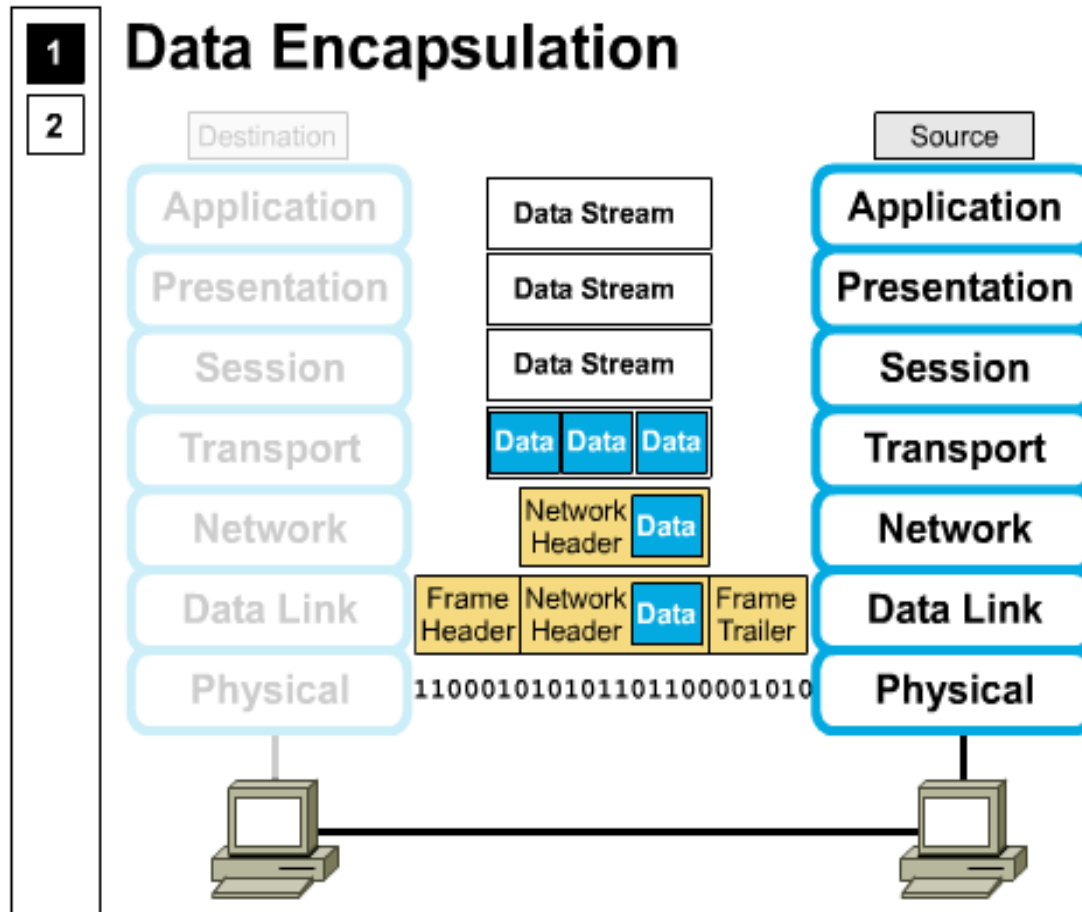 1
Data Encapsulation
2
Destination
Source
Application
Data Stream
Application
Presentation
Data Stream
Presentation
Session
Data Stream
Session
Transport
Data Data Data
Transport
Network
Network
Header
Data
Network
Data Link
Frame
Header
Network
Header
Data
Frame
Trailer
Data Link
Physical
110001010101101100001010
Physical